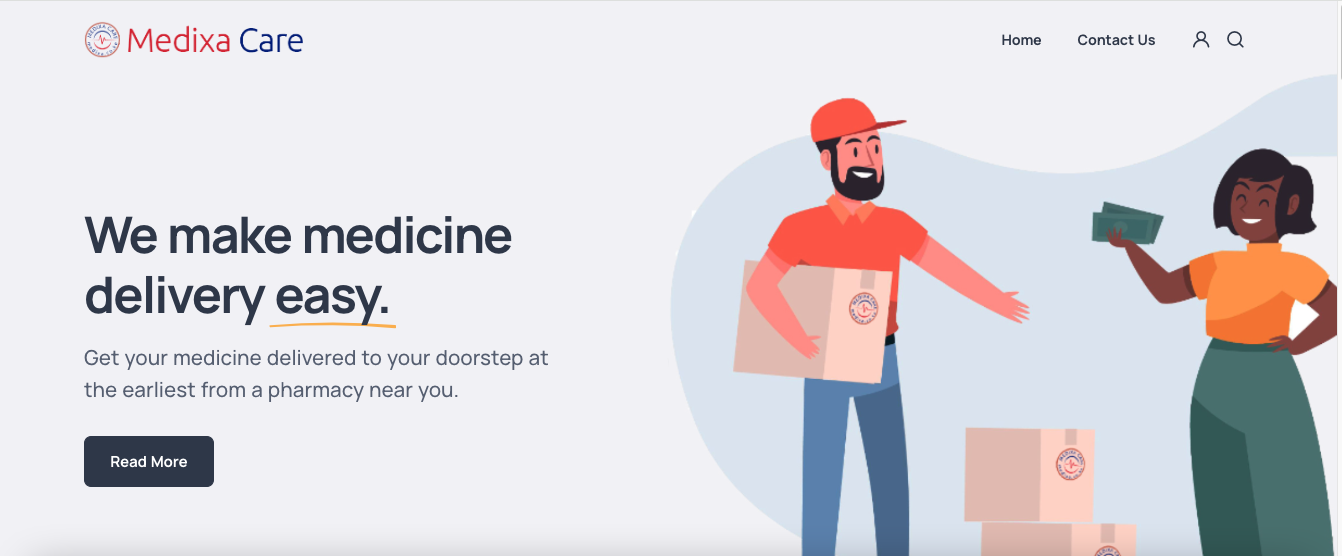 Medixa Care
Home
Contact Us
We make medicine
delivery easy.
Get your medicine delivered to your doorstep at
the earliest from a pharmacy near you.
Read More